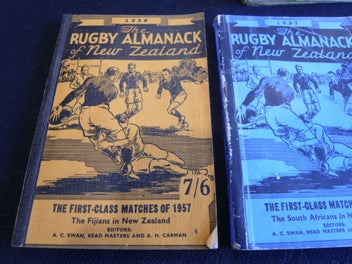 1958
The
RUGBY ALMANACK
of New Zealand
7/6
THE FIRST-CLASS MATCHES OF 1957
The Fijians in New Zealand
EDITORS:
A. C. SWAN, READ MASTERS AND A. H. CARMAN
1957
The
RUGBY ALMANACK
of New Zealand
THE FIRST-CLASS
The South Africans in N
EDITORS
A. C. SWAN, READ MASTERS